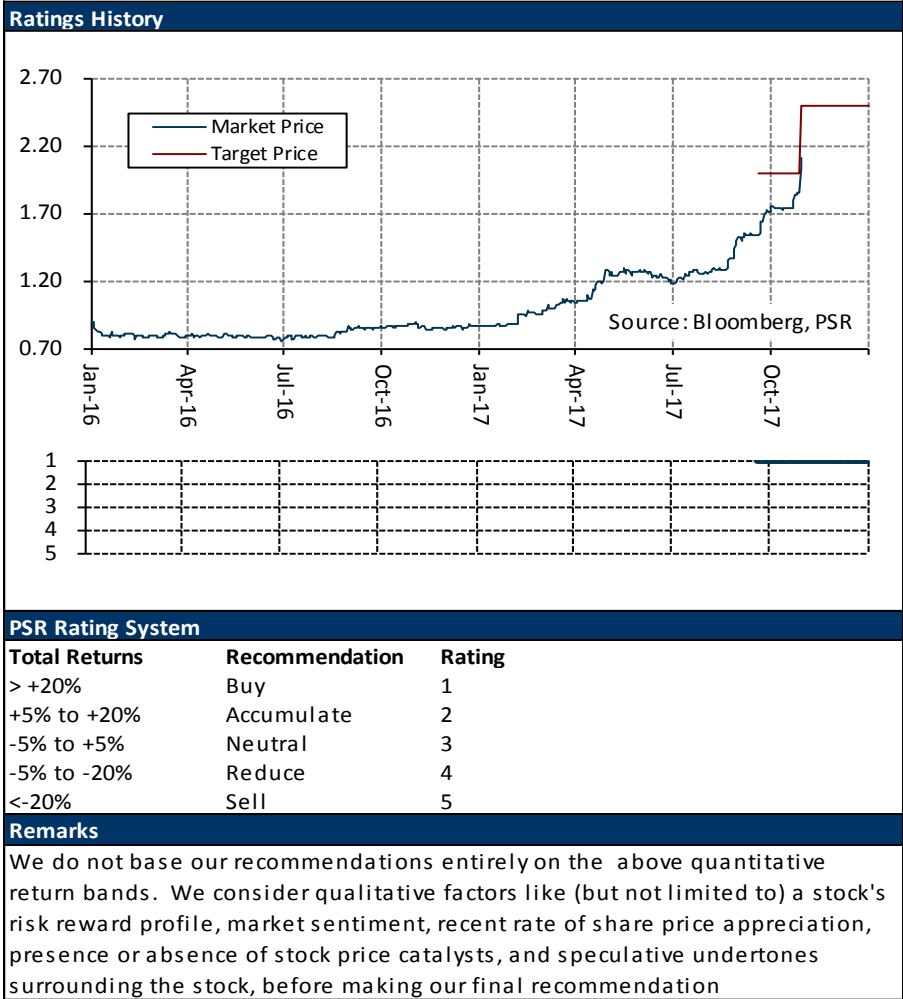 Ratings History
2.70
2.20
1.70
1.20
0.70
Market Price
Target Price
Source: Bloomberg, PSR
Jan-16
Apr-16
Jul-16
Oct-16
Jan-17
Apr-17
Jul-17
Oct-17
1
2
3
4
5
PSR Rating System
Total Returns Recommendation Rating
> +20% Buy 1
+5% to +20% Accumulate 2
-5% to +5% Neutral 3
-5% to -20% Reduce 4
<-20% Sell 5
Remarks
We do not base our recommendations entirely on the above quantitative
return bands. We consider qualitative factors like (but not limited to) a stock's
risk reward profile, market sentiment, recent rate of share price appreciation,
presence or absence of stock price catalysts, and speculative undertones
surrounding the stock, before making our final recommendation